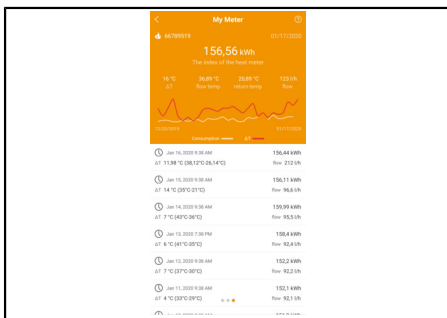 My Meter
66789519 01/17/2020
156,56 kWh
The index of the heat meter
16 °C 36,89 °C 20,89 °C 123 l/h
ΔT flow temp return temp flow
12/20/2019 01/17/2020
Consumption ΔT
Jan 16, 2020 9:38 AM 156,44 kWh
ΔT 11,98 °C (38,12°C-26,14°C) flow 212 l/h
Jan 15, 2020 9:38 AM 156,11 kWh
ΔT 14 °C (35°C-21°C) flow 96,6 l/h
Jan 14, 2020 9:38 AM 159,99 kWh
ΔT 7 °C (43°C-36°C) flow 95,5 l/h
Jan 13, 2020 7:38 PM 158,4 kWh
ΔT 6 °C (41°C-35°C) flow 92,4 l/h
Jan 12, 2020 9:38 AM 152,2 kWh
ΔT 7 °C (37°C-30°C) flow 92,2 l/h
Jan 11, 2020 9:38 AM 152,1 kWh
ΔT 4 °C (33°C-29°C) flow 92,1 l/h